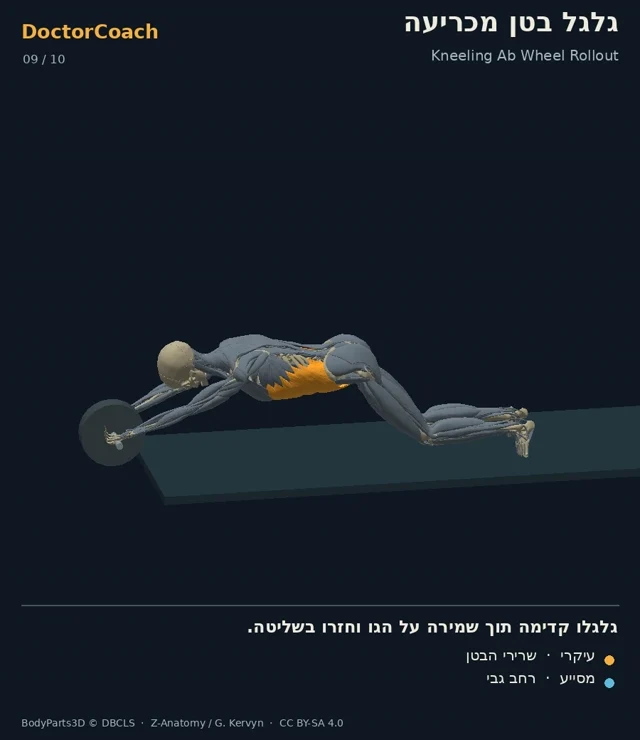 DoctorCoach
גלגל בטן מכריעה
09 / 10
Kneeling Ab Wheel Rollout
גלגלו קדימה תוך שמירה על הגו וחזרו בשליטה.
עיקרי · שרירי הבטן
מסייע · רחב גבי
BodyParts3D © DBCLS · Z-Anatomy / G. Kervyn · CC BY-SA 4.0